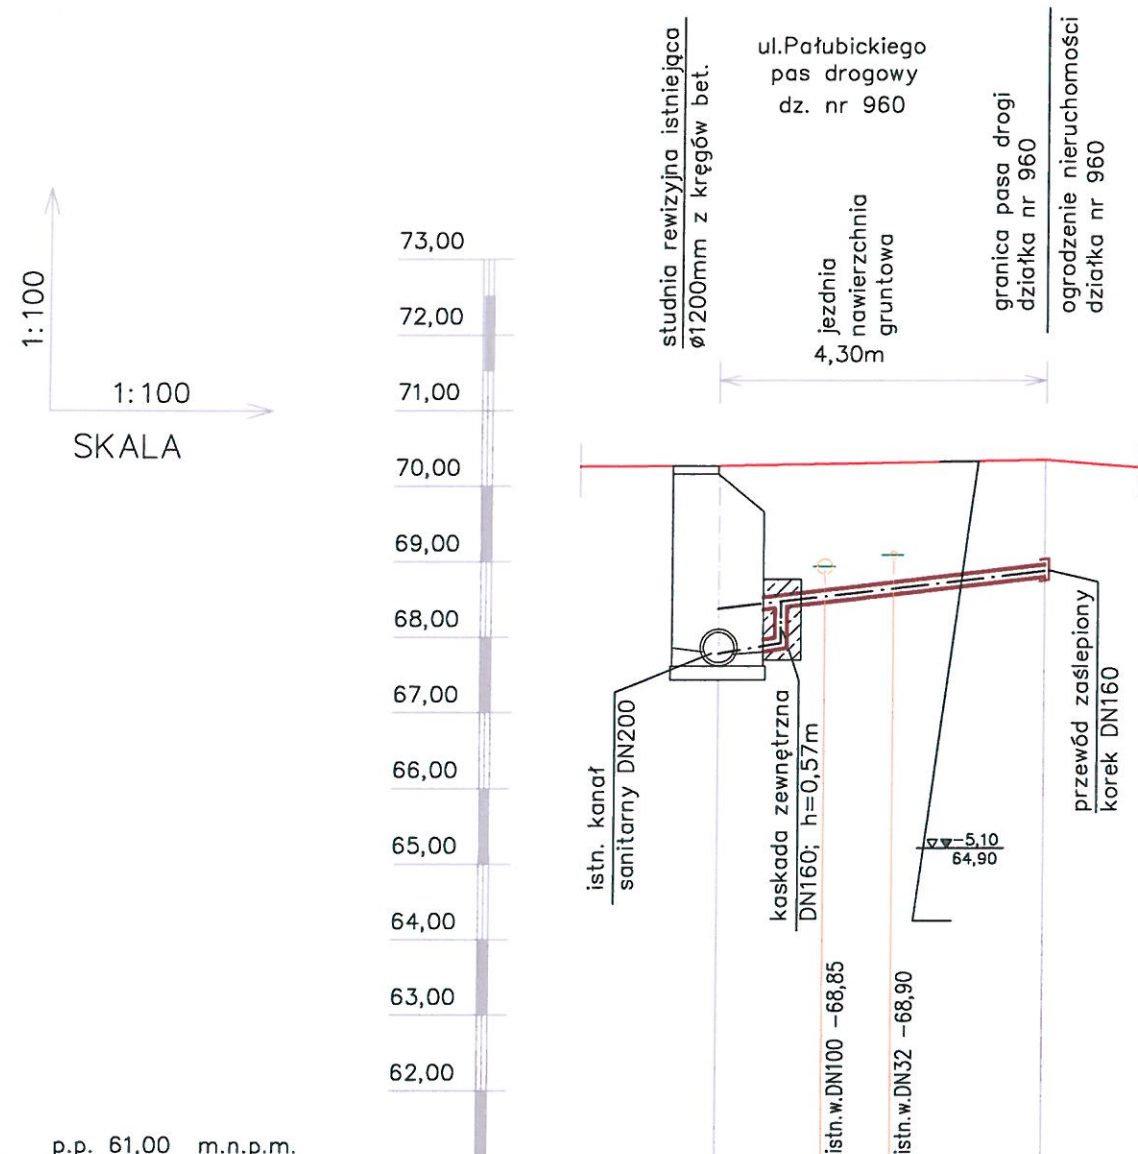 studnia rewizyjna istniejąca
ø1200mm z kręgów bet.
ul.Pałubickiego
pas drogowy
dz. nr 960
granica pasa drogi
działka nr 960
ogrodzenie nieruchomości
działka nr 960
jezdnia
nawierzchnia
gruntowa
4,30m
1:100
1:100
SKALA
73,00
72,00
71,00
70,00
69,00
68,00
67,00
66,00
65,00
64,00
63,00
62,00
istn. kanał
sanitarny DN200
kaskada zewnętrzna
DN160; h=0,57m
-5,10
64,90
przewód zaślepiony
korek DN160
istn.w.DN100 -68,85
istn.w.DN32 -68,90
p.p. 61,00 m.n.p.m.